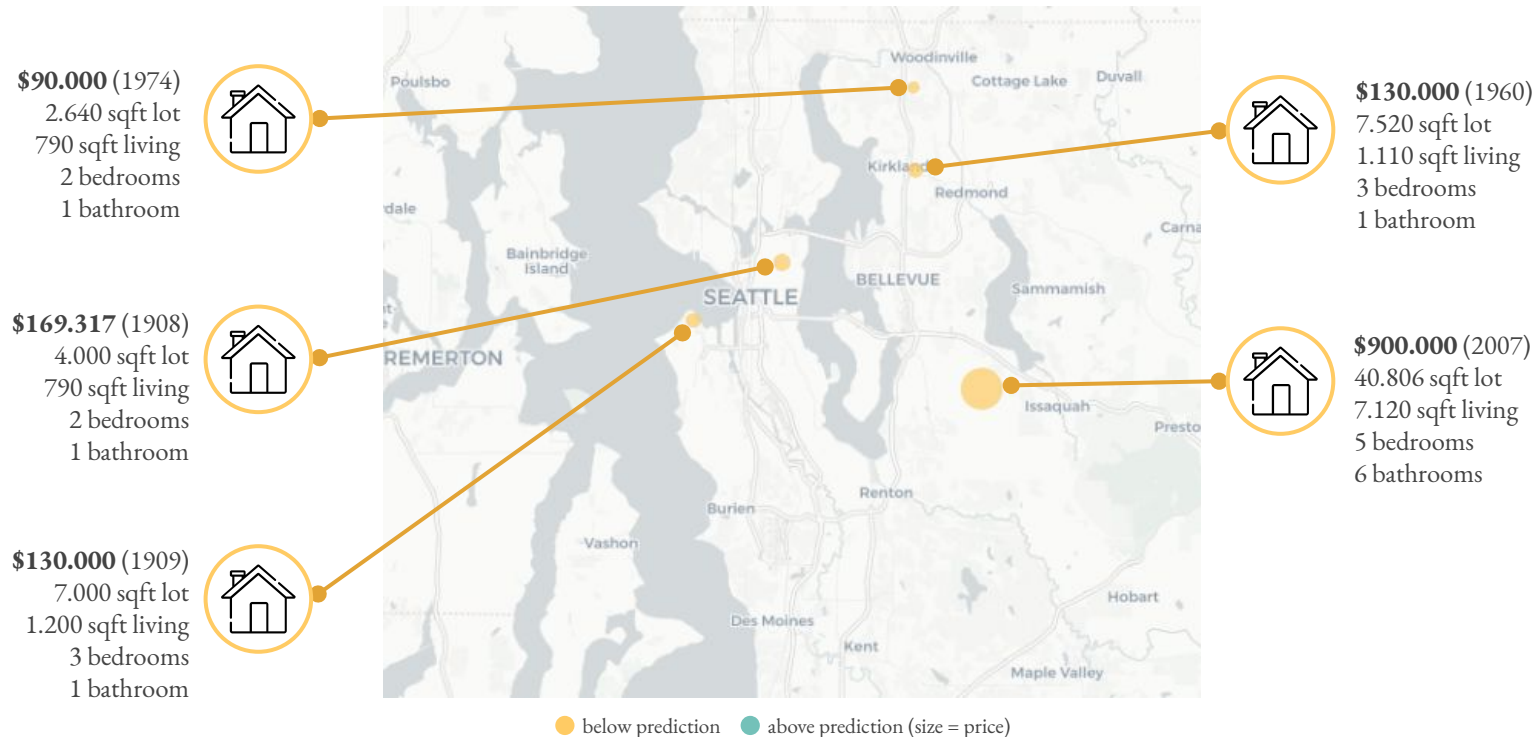 $90.000 (1974)
2.640 sqft lot
790 sqft living
2 bedrooms
1 bathroom
$169.317 (1908)
4.000 sqft lot
790 sqft living
2 bedrooms
1 bathroom
$130.000 (1909)
7.000 sqft lot
1.200 sqft living
3 bedrooms
1 bathroom
Woodinville
Poulsbo
Cottage Lake
Duvall
Kirkland
Redmond
dale
Carna
Bainbridge
Island
BELLEVUE
SEATTLE
Sammamish
REMERTON
Issaquah
Presto
Renton
Burien
Vashon
Hobart
Des Moines
Kent
Maple Valley
$130.000 (1960)
7.520 sqft lot
1.110 sqft living
3 bedrooms
1 bathroom
$900.000 (2007)
40.806 sqft lot
7.120 sqft living
5 bedrooms
6 bathrooms
below prediction
above prediction (size = price)